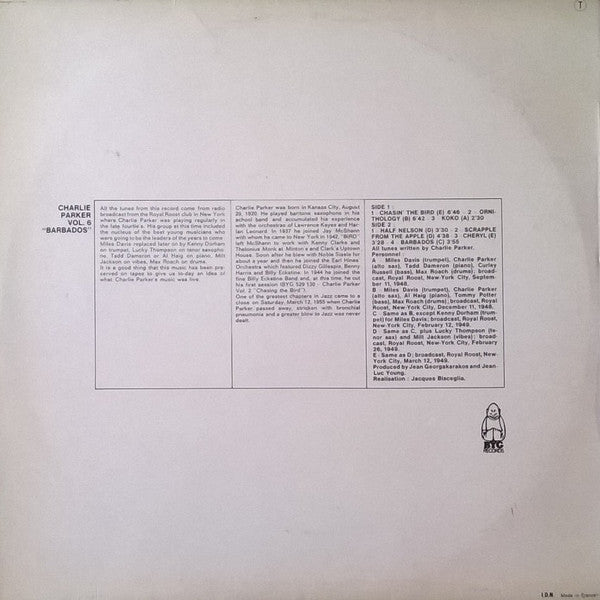 T
CHARLIE
PARKER
VOL. 6
"BARBADOS"
All the tunes from this record come from radio
broadcast from the Royal Roost club in New York
where Charlie Parker was playing regularly in
the late fourtie's. His group at this time included
the nucleus of the best young musicians who
were going to be the leaders of the years to come :
Miles Davis replaced later on by Kenny Dorham
on trumpet, Lucky Thompson on tenor saxopho-
ne, Tadd Dameron or Al Haig on piano, Milt
Jackson on vibes, Max Roach on drums.
It is a good thing that this music has been pre-
served on tapes to give us to-day an idea of
what Charlie Parker's music was live.
Charlie Parker was born in Kansas City, August
29, 1920. He played baritone saxophone in his
school band and accumulated his experience
with the orchestras of Lawrence Keyes and Har-
lan Leonard. In 1937 he joined Jay McShann
with whom he came to New York in 1942. "BIRD"
left McShann to work with Kenny Clarke and
Thelonius Monk at Minton's and Clark's Uptown
House. Soon after he blew with Noble Sissle for
about a year and then he joined the Earl Hines'
Orchestra which featured Dizzy Gillespie, Benny
Harris and Billy Eckstine. In 1944 he joined the
fine Billy Eckstine Band and, at this time, he cut
his first session (BYG 529 130 : Charlie Parker
Vol. 2 "Chasing the Bird").
One of the greatest chapters in Jazz came to a
close on Saturday, March 12, 1955 when Charlie
Parker passed away, stricken with bronchial
pneumonia and a greater blow to Jazz was never
dealt.
SIDE 1 :
1 : CHASIN' THE BIRD (E) 6'46 - 2 : ORNI-
THOLOGY (B) 6'42 - 3 : KOKO (A) 2'30
SIDE 2 :
1 : HALF NELSON (D) 3'30 - 2 : SCRAPPLE
FROM THE APPLE (D) 4'38 - 3 : CHERYL (E)
3'28 - 4 : BARBADOS (C) 3'55
All tunes written by Charlie Parker.
Personnel :
A : Miles Davis (trumpet), Charlie Parker
(alto sax), Tadd Dameron (piano), Curley
Russell (bass), Max Roach (drums) : broad-
cast, Royal Roost, New-York City, Septem-
ber 11, 1948.
B : Miles Davis (trumpet), Charlie Parker
(alto sax), Al Haig (piano), Tommy Potter
(bass), Max Roach (drums); broadcast, Royal
Roost, New-York City, December 11, 1948.
C : Same as B, except Kenny Dorham (trum-
pet) for Miles Davis; broadcast, Royal Roost,
New-York City, February 12, 1949.
D : Same as C, plus Lucky Thompson (te-
nor sax) and Milt Jackson (vibes) : broad-
cast, Royal Roost, New-York City, February
26, 1949.
E : Same as D; broadcast, Royal Roost, New-
York City, March 12, 1949.
Produced by Jean Georgakarakos and Jean-
Luc Young.
Réalisation : Jacques Bisceglia.
BYG
RECORDS
I.D.N. Made in France